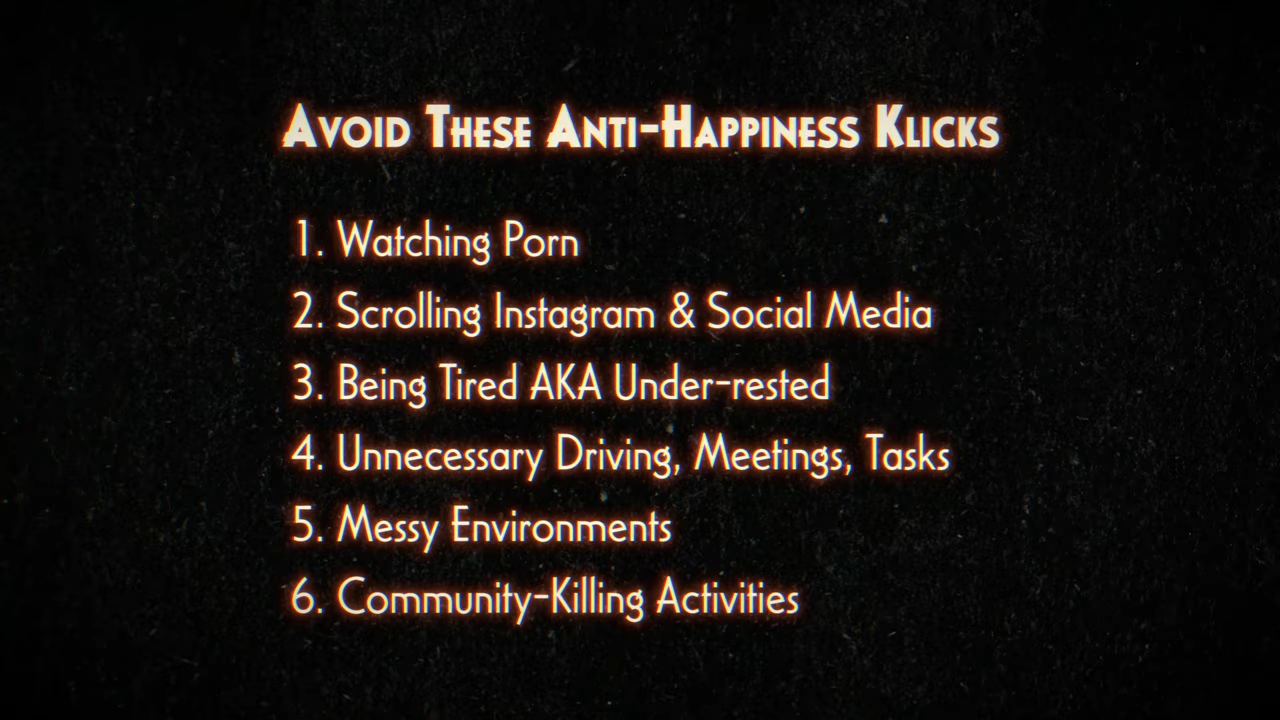 Avoid These Anti-Happiness Klicks
1. Watching Porn
2. Scrolling Instagram & Social Media
3. Being Tired AKA Under-rested
4. Unnecessary Driving, Meetings, Tasks
5. Messy Environments
6. Community-Killing Activities